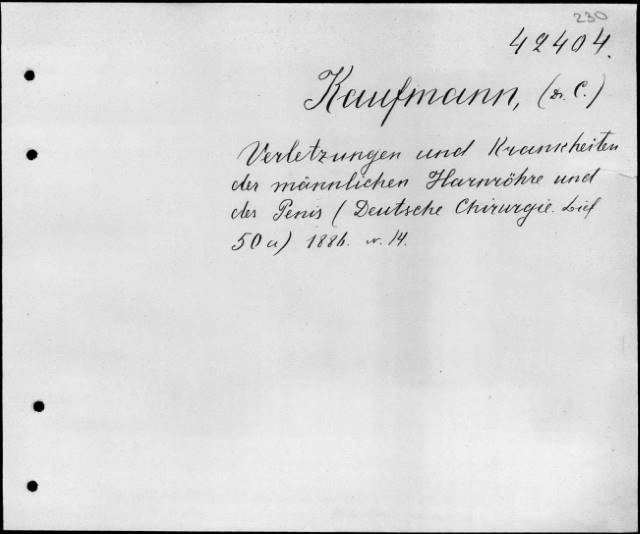 230
42404.
Kaufmann, (Dr. C.)
Verletzungen und Krankheiten
der männlichen Harnröhre und
des Penis (Deutsche Chirurgie. Lief
50a) 1886. 14.